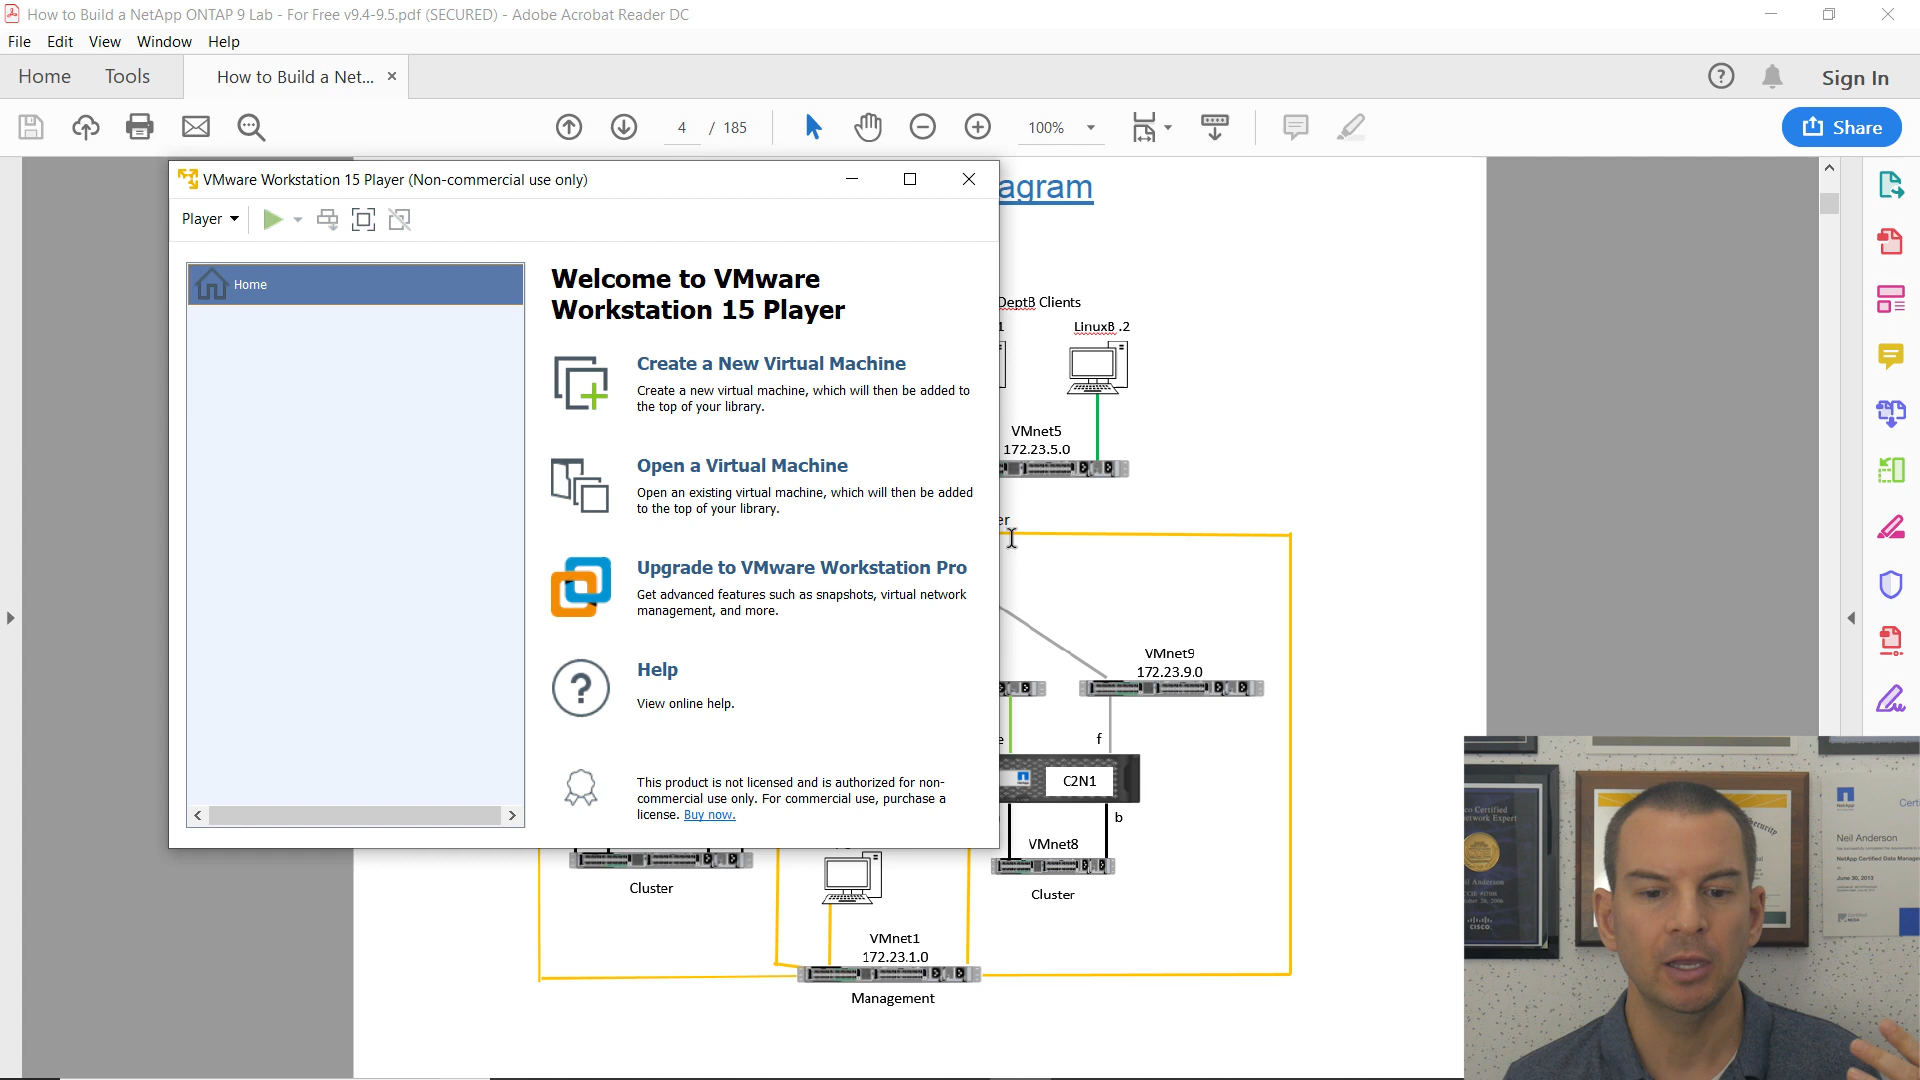 How to Build a NetApp ONTAP 9 Lab - For Free v9.4-9.5.pdf (SECURED) - Adobe Acrobat Reader DC
File Edit View Window Help
Home Tools How to Build a Net... ×
Sign In
4 / 185
100%
Share
VMware Workstation 15 Player (Non-commercial use only)
agram
Player
Home
Welcome to VMware
Workstation 15 Player
Create a New Virtual Machine
Create a new virtual machine, which will then be added to
the top of your library.
Open a Virtual Machine
Open an existing virtual machine, which will then be added
to the top of your library.
Upgrade to VMware Workstation Pro
Get advanced features such as snapshots, virtual network
management, and more.
Help
View online help.
This product is not licensed and is authorized for non-
commercial use only. For commercial use, purchase a
license. Buy now.
DeptB Clients
1
LinuxB .2
VMnet5
172.23.5.0
er
VMnet9
172.23.9.0
e
f
C2N1
b
VMnet8
Cluster
Cluster
VMnet1
172.23.1.0
Management
Neil Anderson
June 30, 2013
CISCO